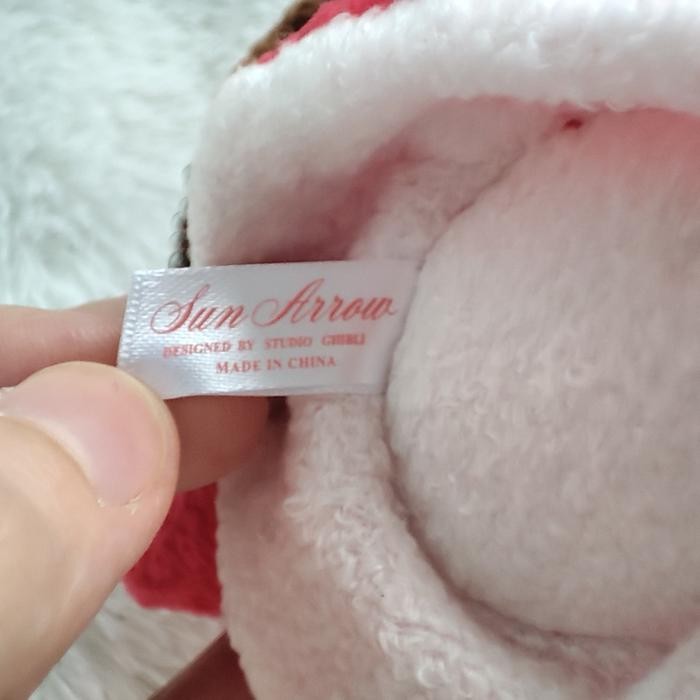 Sun Arrow
DESIGNED BY STUDIO GHIBLI
MADE IN CHINA